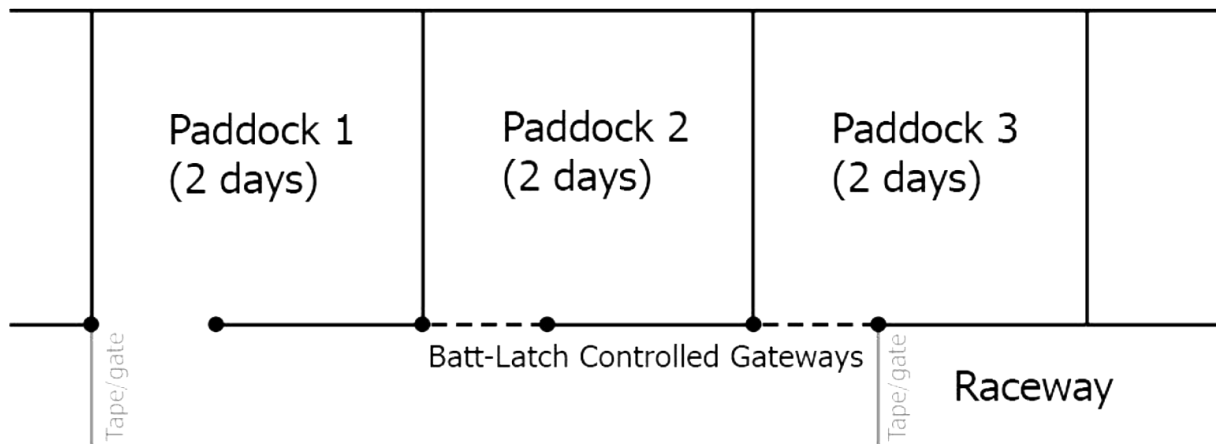 Paddock 1
(2 days)
Paddock 2
(2 days)
Paddock 3
(2 days)
Tape/gate
Batt-Latch Controlled Gateways
Tape/gate
Raceway